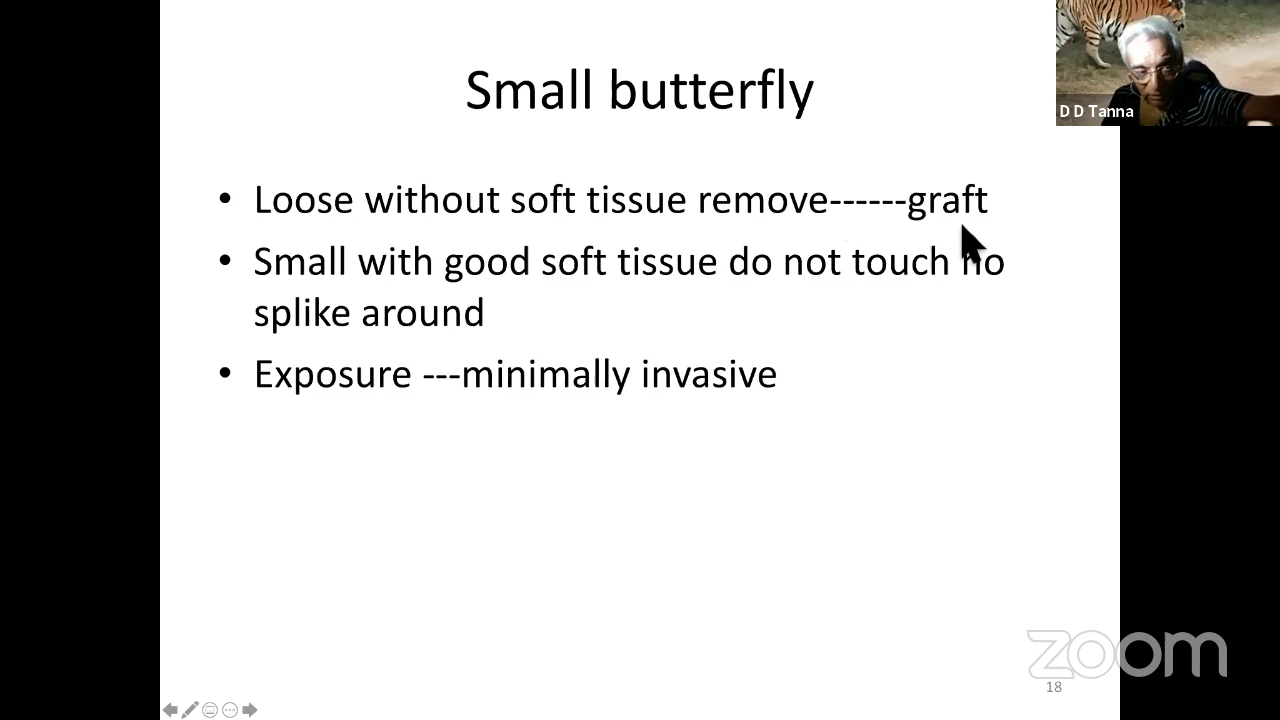 Small butterfly
D D Tanna
• Loose without soft tissue remove------graft
• Small with good soft tissue do not touch no
splike around
• Exposure ---minimally invasive
zoom
18